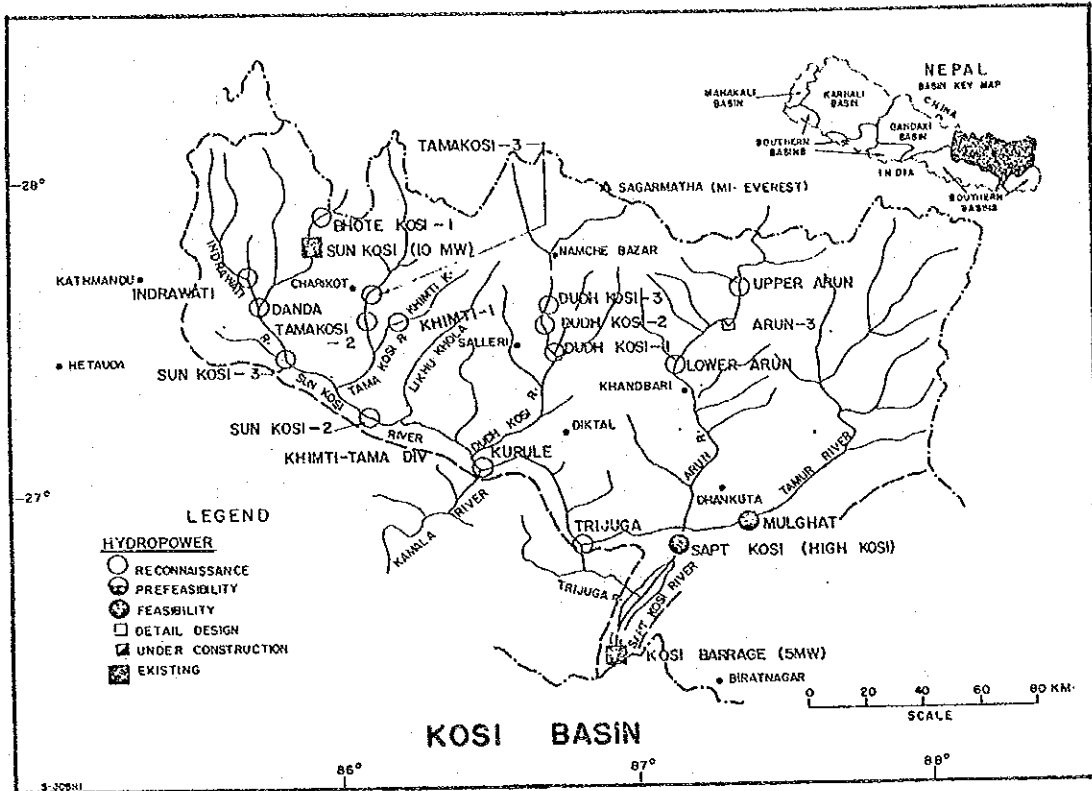 NEPAL
BASIN KEY MAP
MAHAKALI
BASIN
KARNALI
BASIN
CHINA
GANDAKI
BASIN
SOUTHERN
BASINS
INDIA
SOUTHERN
BASINS
TAMAKOSI-3
28°
SAGARMATHA (MT- EVEREST)
BHOTE KOSI-1
SUN KOSI (10 MW)
NAMCHE BAZAR
KATHMANDU
INDRAWATI
INDRAWATI
R.
CHARIKOT
KHIMTI K.
UPPER ARUN
DANDA
TAMAKOSI
-2
KHIMTI-1
DUDH KOSI-3
DUDH KOSI-2
ARUN-3
SALLERI
DUDH KOSI-1
HETAUDA
TAMA KOSI R
LIKHU KHOLA
LOWER ARUN
SUN KOSI-3
SUN KOSI
RIVER
KHANDBARI
SUN KOSI-2
DUDH KOSI R.
DIKTAL
KHIMTI-TAMA DIV
KURULE
ARUN R.
TAMUR RIVER
27°
DHANKUTA
KAMALA RIVER
TRIJUGA
MULGHAT
SAPT KOSI (HIGH KOSI)
TRIJUGA R.
SAPT KOSI RIVER
KOSI BARRAGE (5MW)
BIRATNAGAR
LEGEND
HYDROPOWER
RECONNAISSANCE
PREFEASIBILITY
FEASIBILITY
DETAIL DESIGN
UNDER CONSTRUCTION
EXISTING
0 20 40 60 80 KM.
SCALE
KOSI BASIN
86° 87° 88°
S-JOSHI